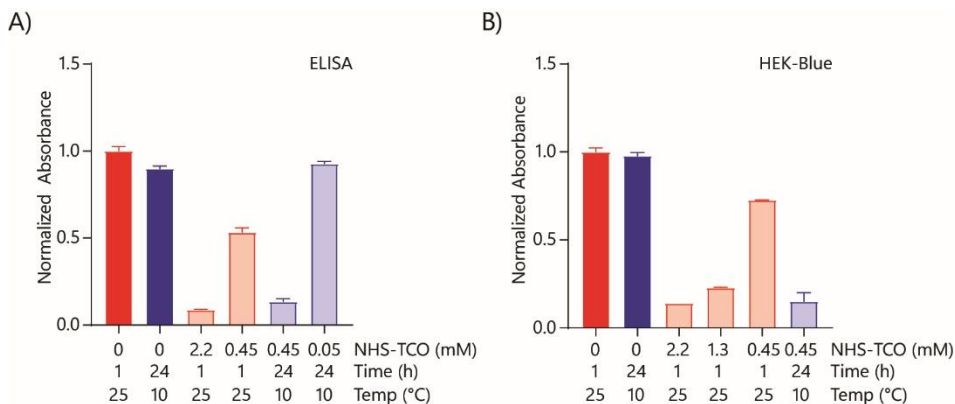 A)
ELISA
Normalized Absorbance
1.5
1.0
0.5
0.0
0 0 2.2 0.45 0.45 0.05 NHS-TCO (mM)
1 24 1 1 24 24 Time (h)
25 10 25 25 10 10 Temp (°C)
B)
HEK-Blue
Normalized Absorbance
1.5
1.0
0.5
0.0
0 0 2.2 1.3 0.45 0.45 NHS-TCO (mM)
1 24 1 1 1 24 Time (h)
25 10 25 25 25 10 Temp (°C)